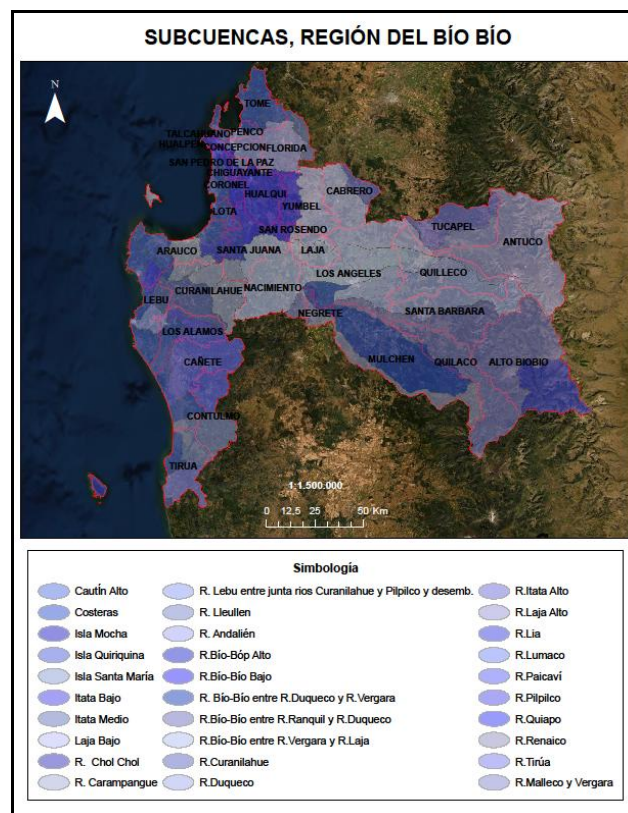 SUBCUENCAS, REGIÓN DEL BÍO BÍO
N
TOME
TALCAHUANO
PENCO
HUALPEN
CONCEPCION
FLORIDA
SAN PEDRO DE LA PAZ
CHIGUAYANTE
CORONEL
HUALQUI
CABRERO
LOTA
YUMBEL
TUCAPEL
SAN ROSENDO
ANTUCO
ARAUCO
SANTA JUANA
LAJA
LOS ANGELES
QUILLECO
CURANILAHUE
NACIMIENTO
LEBU
NEGRETE
SANTA BARBARA
LOS ALAMOS
CAÑETE
MULCHEN
QUILACO
ALTO BIOBIO
CONTULMO
TIRUA
1:1.500.000
0 12,5 25 50 Km
Simbología
Cautín Alto
Costeras
Isla Mocha
Isla Quiriquina
Isla Santa María
Itata Bajo
Itata Medio
Laja Bajo
R. Chol Chol
R. Carampangue
R. Lebu entre junta rios Curanilahue y Pilpilco y desemb.
R. Lleullen
R. Andalién
R.Bío-Bóp Alto
R.Bío-Bío Bajo
R. Bío-Bío entre R.Duqueco y R.Vergara
R.Bío-Bío entre R.Ranquil y R.Duqueco
R.Bío-Bío entre R.Vergara y R.Laja
R.Curanilahue
R.Duqueco
R.Itata Alto
R.Laja Alto
R.Lia
R.Lumaco
R.Paicaví
R.Pilpilco
R.Quiapo
R.Renaico
R.Tirúa
R.Malleco y Vergara